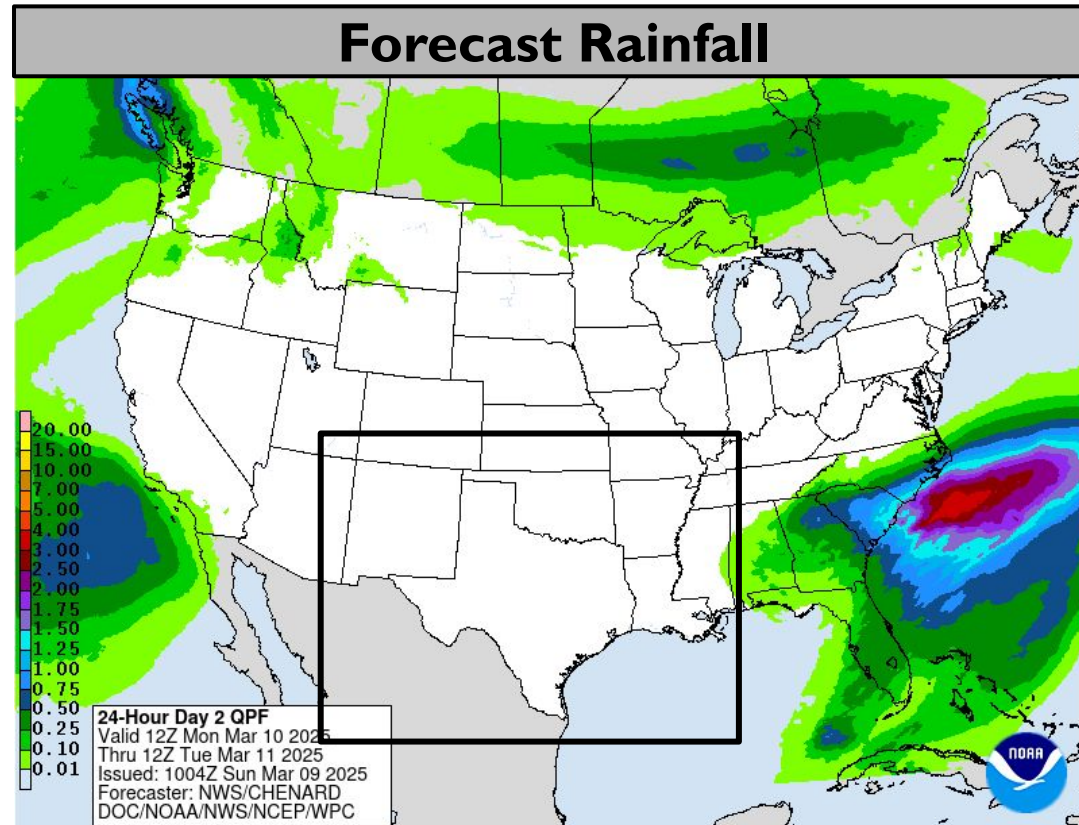 Forecast Rainfall
20.00
15.00
10.00
7.00
5.00
4.00
3.00
2.50
2.00
1.75
1.50
1.25
1.00
0.75
0.50
0.25
0.10
0.01
24-Hour Day 2 QPF
Valid 12Z Mon Mar 10 2025
Thru 12Z Tue Mar 11 2025
Issued: 1004Z Sun Mar 09 2025
Forecaster: NWS/CHENARD
DOC/NOAA/NWS/NCEP/WPC
NOAA